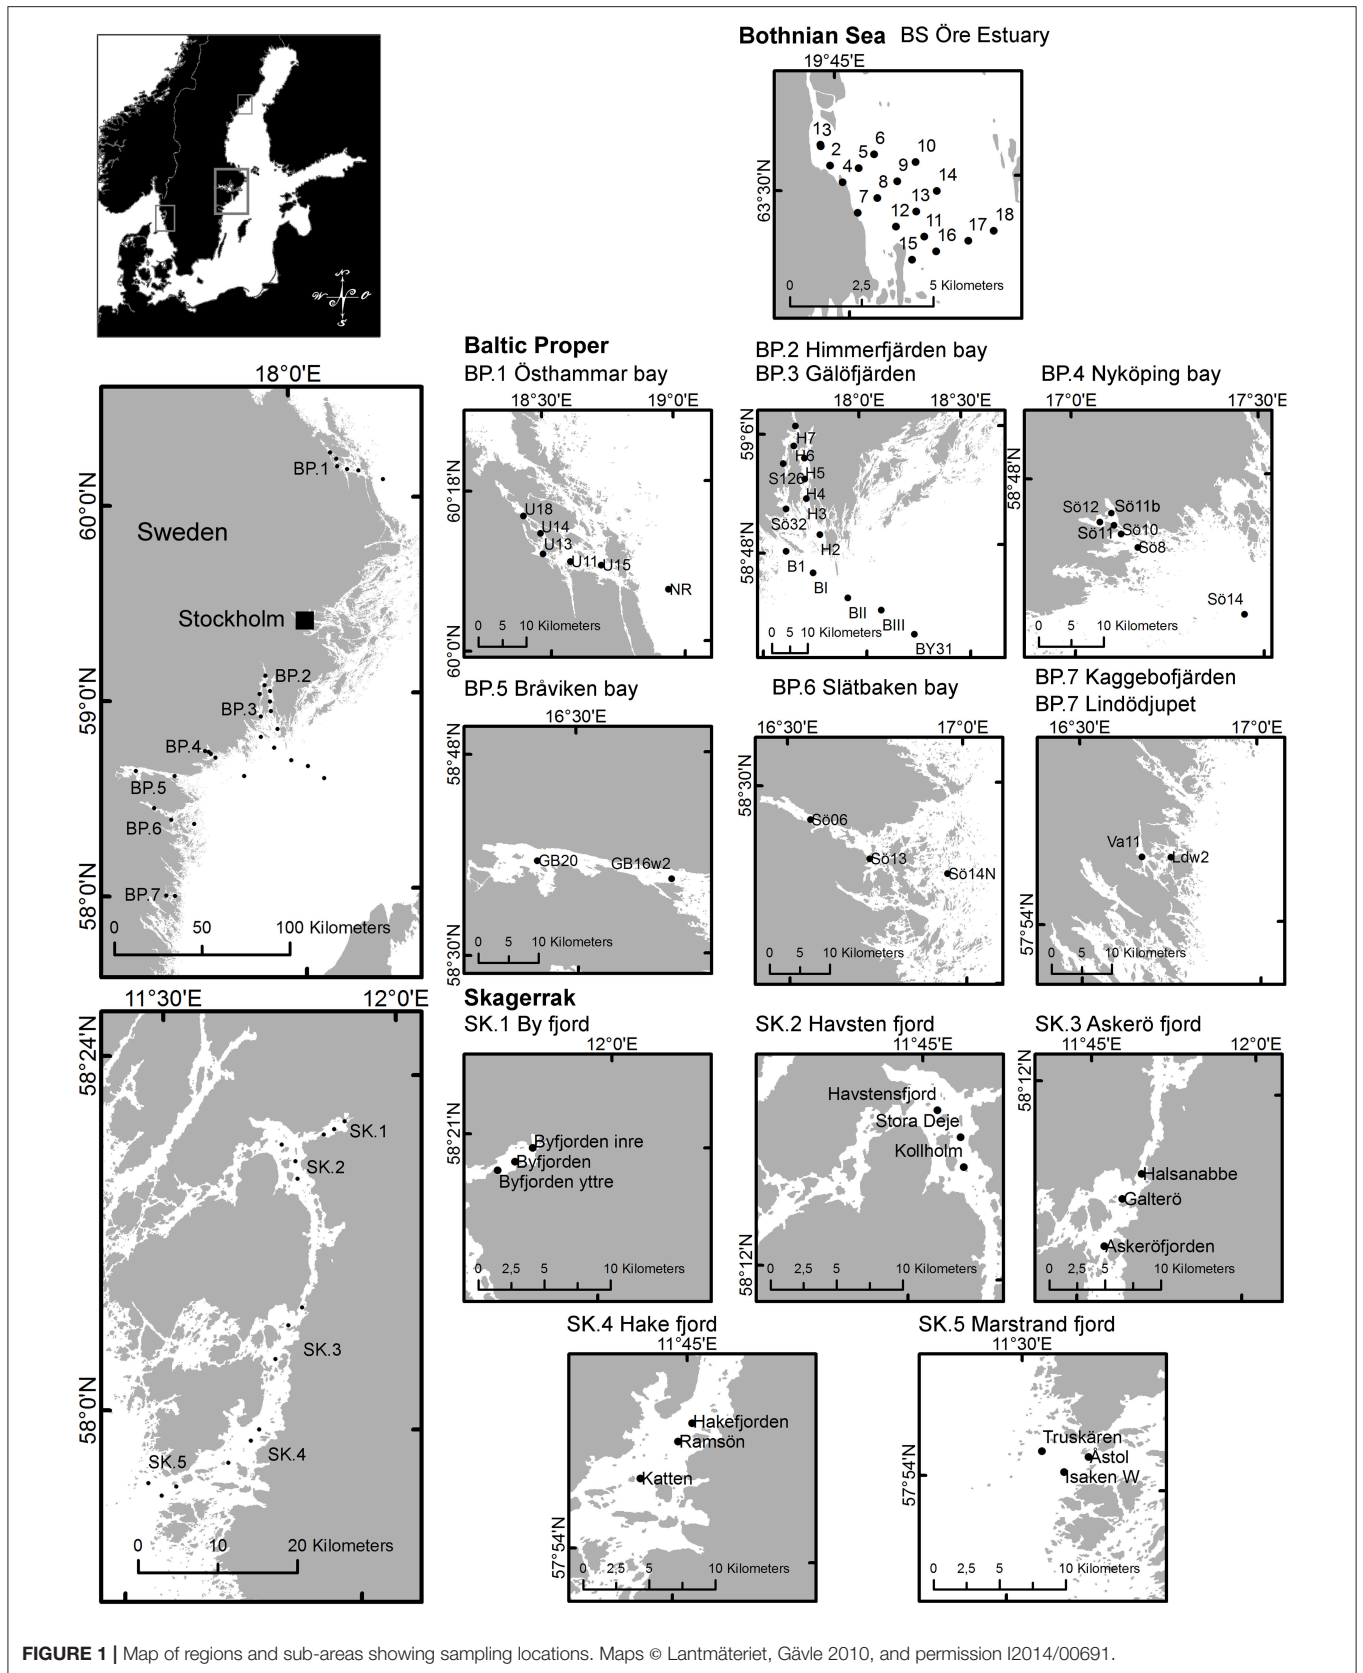 Bothnian Sea BS Öre Estuary
19°45'E
63°30'N
13
2
4
5
6
7
8
9
10
14
13
12
11
15
16
17
18
0 2,5 5 Kilometers
N
W O
S
18°0'E
60°0'N
59°0'N
58°0'N
BP.1
Sweden
Stockholm
BP.2
BP.3
BP.4
BP.5
BP.6
BP.7
0 50 100 Kilometers
Baltic Proper
BP.1 Östhammar bay
18°30'E 19°0'E
60°18'N
60°0'N
U18
U14
U13
U11
U15
NR
0 5 10 Kilometers
BP.2 Himmerfjärden bay
BP.3 Gälöfjärden
18°0'E 18°30'E
59°6'N
58°48'N
H7
H6
S126
H5
H4
H3
Sö32
H2
B1
BI
BII
BIII
BY31
0 5 10 Kilometers
BP.4 Nyköping bay
17°0'E 17°30'E
58°48'N
Sö12
Sö11b
Sö11
Sö10
Sö8
Sö14
0 5 10 Kilometers
BP.5 Bråviken bay
16°30'E
58°48'N
58°30'N
GB20
GB16w2
0 5 10 Kilometers
BP.6 Slätbaken bay
16°30'E 17°0'E
58°30'N
Sö06
Sö13
Sö14N
0 5 10 Kilometers
BP.7 Kaggebofjärden
BP.7 Lindödjupet
16°30'E 17°0'E
57°54'N
Va11
Ldw2
0 5 10 Kilometers
11°30'E 12°0'E
58°24'N
58°0'N
SK.1
SK.2
SK.3
SK.4
SK.5
0 10 20 Kilometers
Skagerrak
SK.1 By fjord
12°0'E
58°21'N
Byfjorden inre
Byfjorden
Byfjorden yttre
0 2,5 5 10 Kilometers
SK.2 Havsten fjord
11°45'E
58°12'N
Havstensfjord
Stora Deje
Kollholm
0 2,5 5 10 Kilometers
SK.3 Askerö fjord
11°45'E 12°0'E
58°12'N
Halsanabbe
Galterö
Askeröfjorden
0 2,5 5 10 Kilometers
SK.4 Hake fjord
11°45'E
57°54'N
Hakefjorden
Ramsön
Katten
0 2,5 5 10 Kilometers
SK.5 Marstrand fjord
11°30'E
57°54'N
Truskären
Åstol
Isaken W
0 2,5 5 10 Kilometers
FIGURE 1 | Map of regions and sub-areas showing sampling locations. Maps © Lantmäteriet, Gävle 2010, and permission I2014/00691.